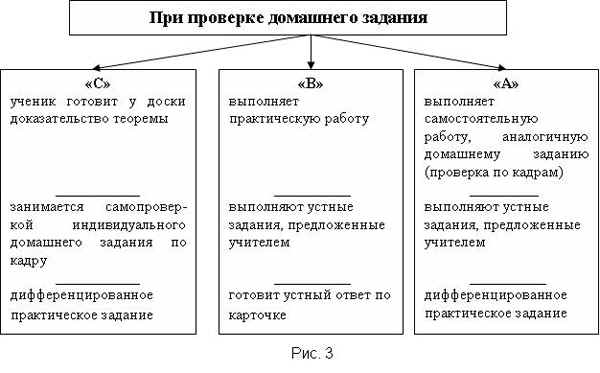 При проверке домашнего задания
«С»
ученик готовит у доски
доказательство теоремы
занимается самопровер-
кой индивидуального
домашнего задания по
кадру
дифференцированное
практическое задание
«В»
выполняет
практическую работу
выполняют устные
задания, предложенные
учителем
готовит устный ответ по
карточке
«А»
выполняет
самостоятельную
работу, аналогичную
домашнему заданию
(проверка по кадрам)
выполняют устные
задания, предложенные
учителем
дифференцированное
практическое задание
Рис. 3